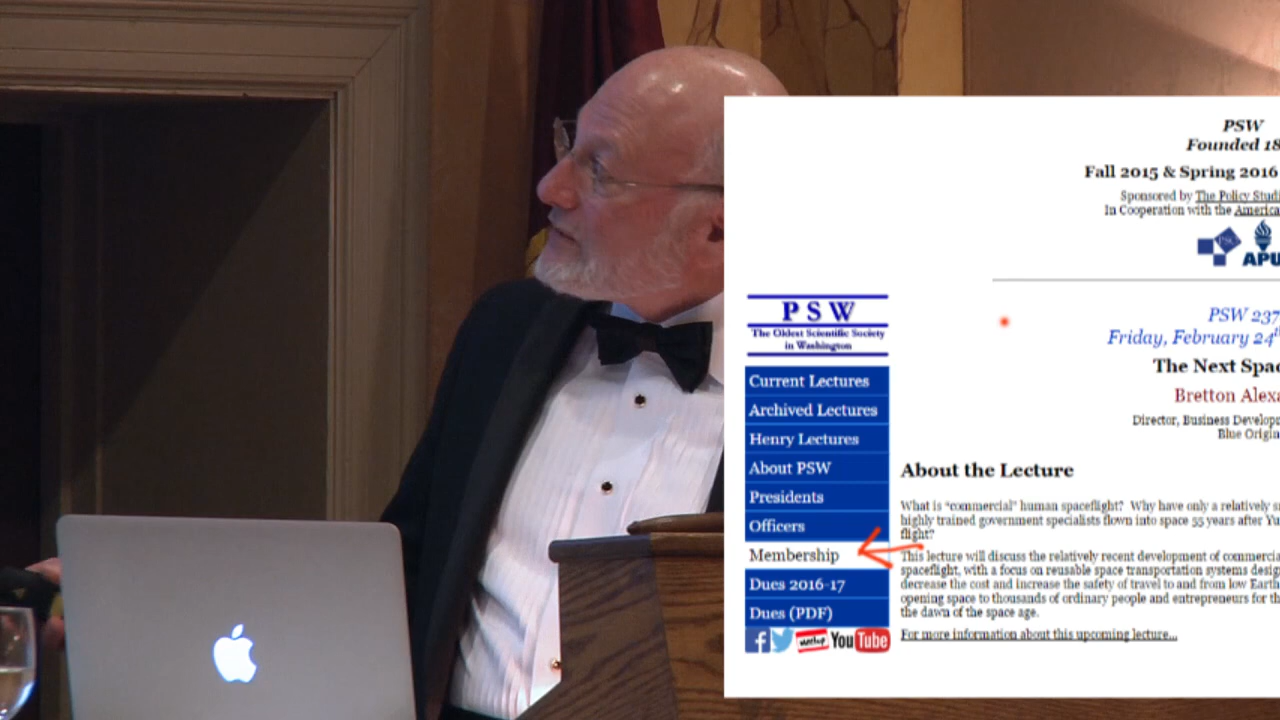 PSW
Founded 18
Fall 2015 & Spring 2016
Sponsored by The Policy Studi
In Cooperation with the America
PSC
APU
PSW
The Oldest Scientific Society
in Washington
PSW 237
Friday, February 24th
The Next Spac
Bretton Alexa
Director, Business Develop
Blue Origin
Current Lectures
Archived Lectures
Henry Lectures
About PSW
Presidents
Officers
Membership
Dues 2016-17
Dues (PDF)
meetup
YouTube
About the Lecture
What is "commercial" human spaceflight? Why have only a relatively s
highly trained government specialists flown into space 55 years after Yu
flight?
This lecture will discuss the relatively recent development of commercia
spaceflight, with a focus on reusable space transportation systems desig
decrease the cost and increase the safety of travel to and from low Earth
opening space to thousands of ordinary people and entrepreneurs for th
the dawn of the space age.
For more information about this upcoming lecture...